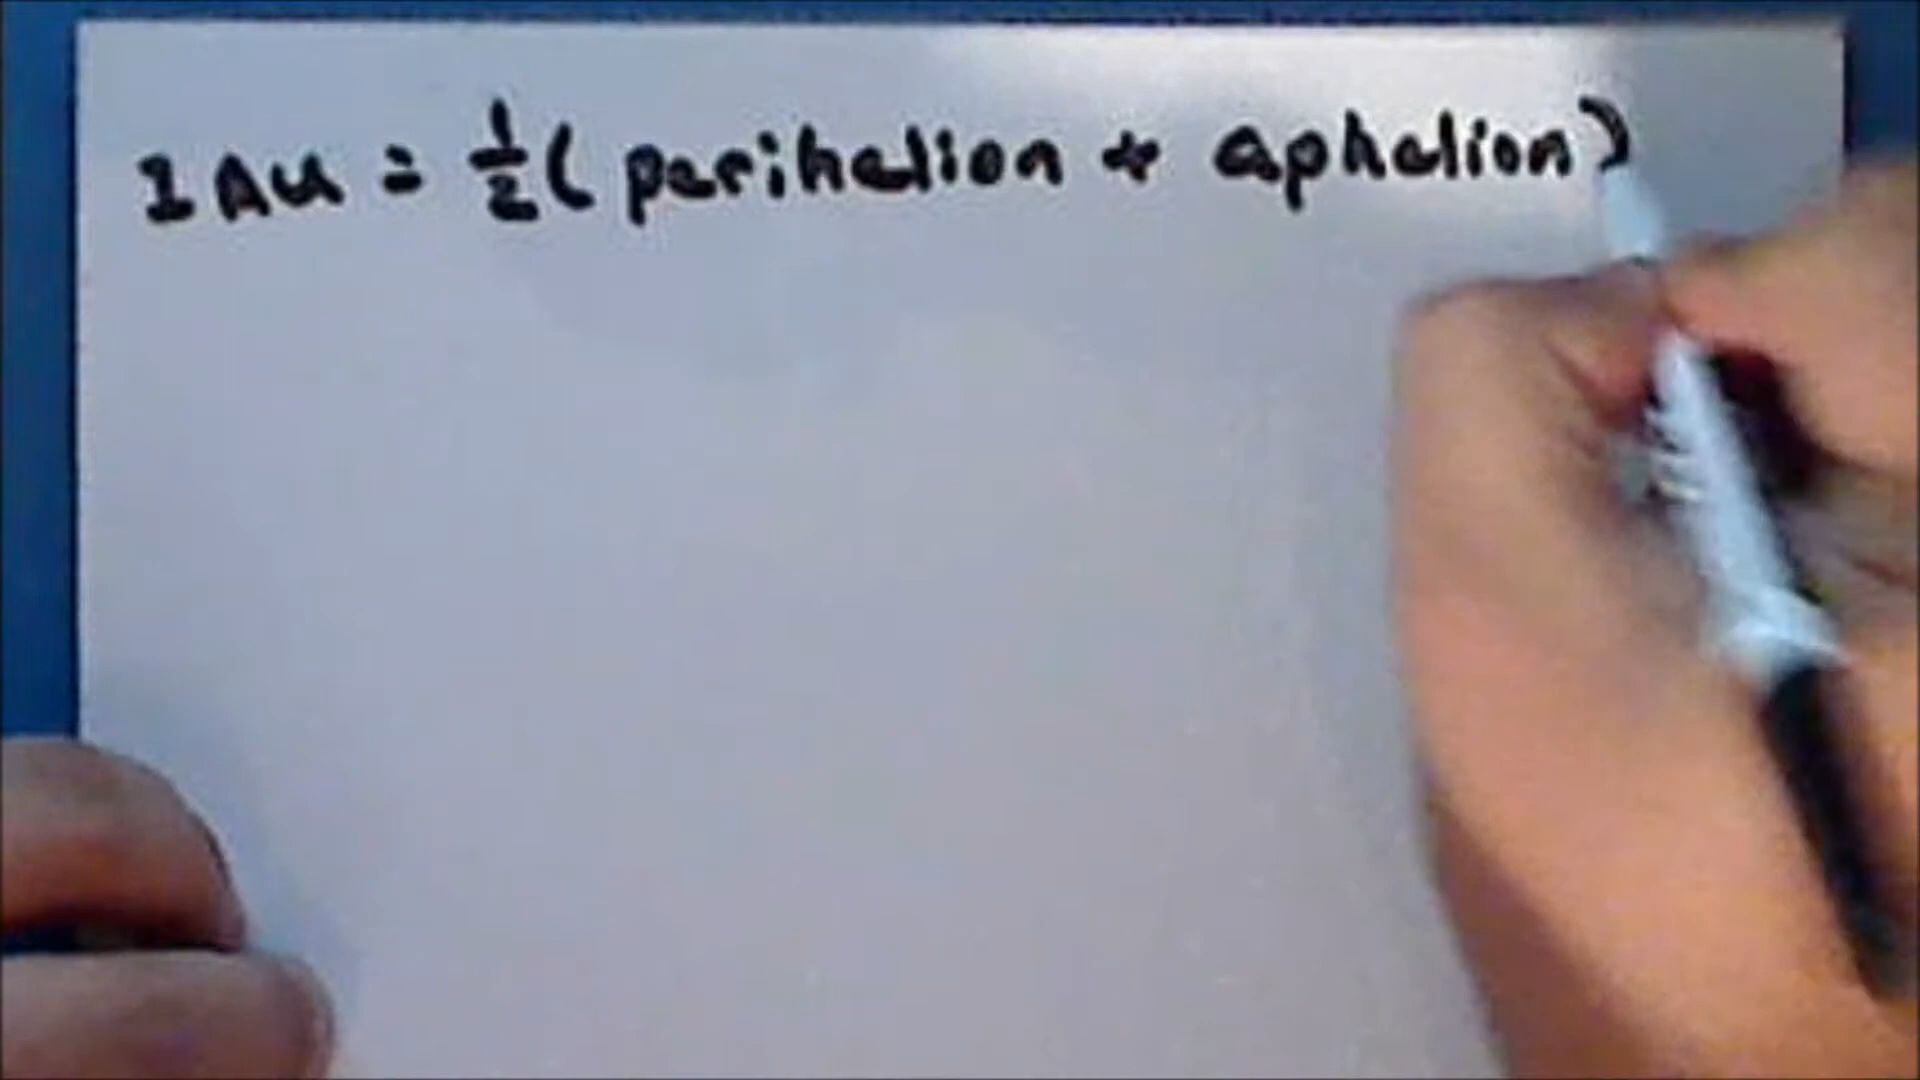 1 AU = 1/2 ( perihelion + aphelion )